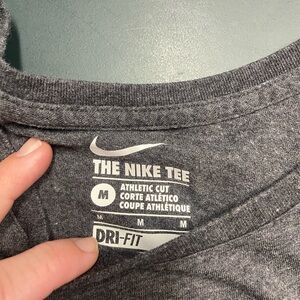 THE NIKE TEE
M
ATHLETIC CUT
CORTE ATLÉTICO
COUPE ATHLÉTIQUE
M M M
DRI-FIT